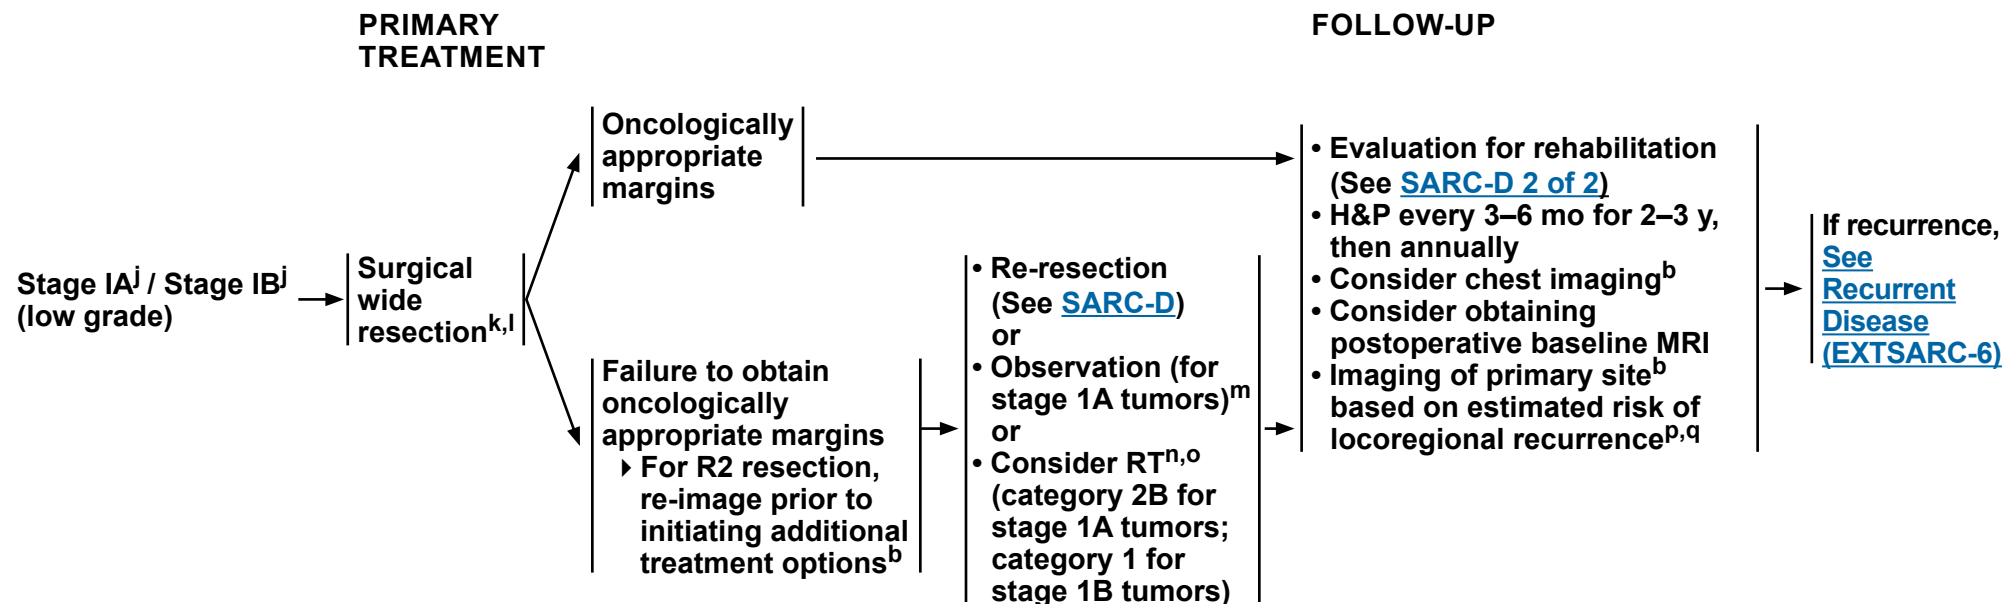 PRIMARY
TREATMENT
FOLLOW-UP
Stage IAj / Stage IBj
(low grade)
Surgical
wide
resectionk,l
Oncologically
appropriate
margins
Failure to obtain
oncologically
appropriate margins
▸ For R2 resection,
re-image prior to
initiating additional
treatment optionsb
• Re-resection
(See SARC-D)
or
• Observation (for
stage 1A tumors)m
or
• Consider RTn,o
(category 2B for
stage 1A tumors;
category 1 for
stage 1B tumors)
• Evaluation for rehabilitation
(See SARC-D 2 of 2)
• H&P every 3–6 mo for 2–3 y,
then annually
• Consider chest imagingb
• Consider obtaining
postoperative baseline MRI
• Imaging of primary siteb
based on estimated risk of
locoregional recurrencep,q
If recurrence,
See
Recurrent
Disease
(EXTSARC-6)